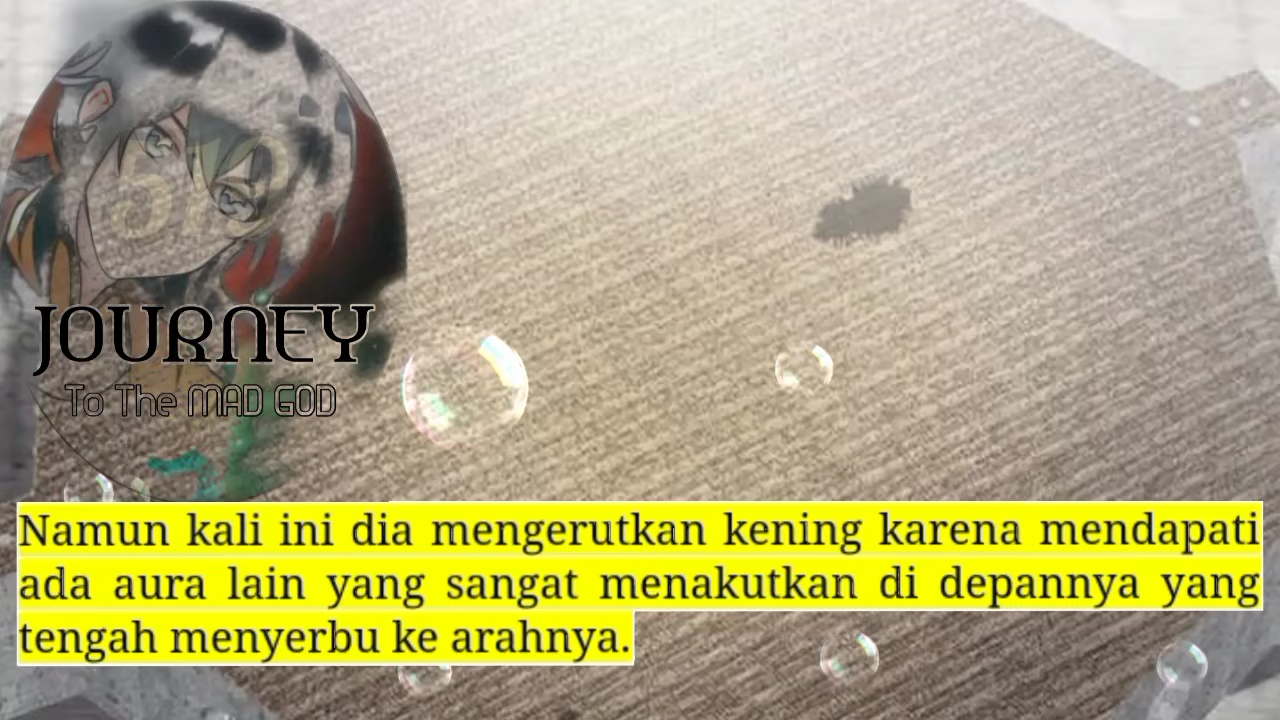 JOURNEY
To The MAD GOD
Namun kali ini dia mengerutkan kening karena mendapati
ada aura lain yang sangat menakutkan di depannya yang
tengah menyerbu ke arahnya.